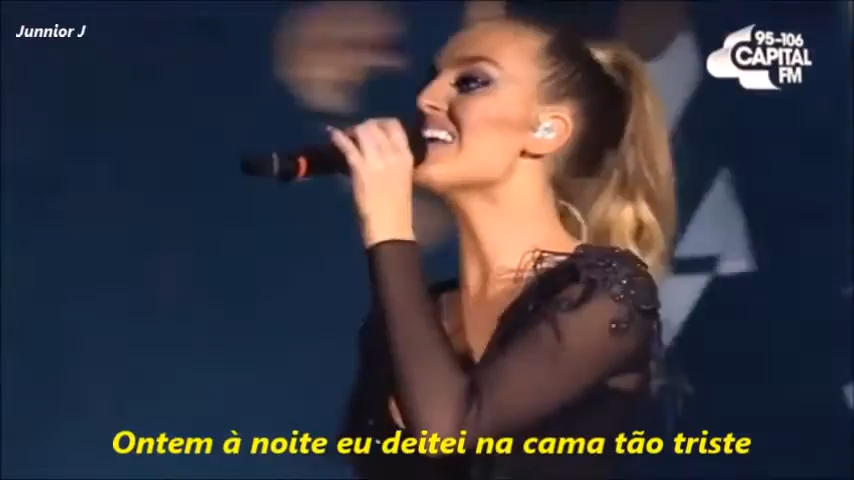 Junnior J
95-106
CAPITAL
FM
Ontem à noite eu deitei na cama tão triste